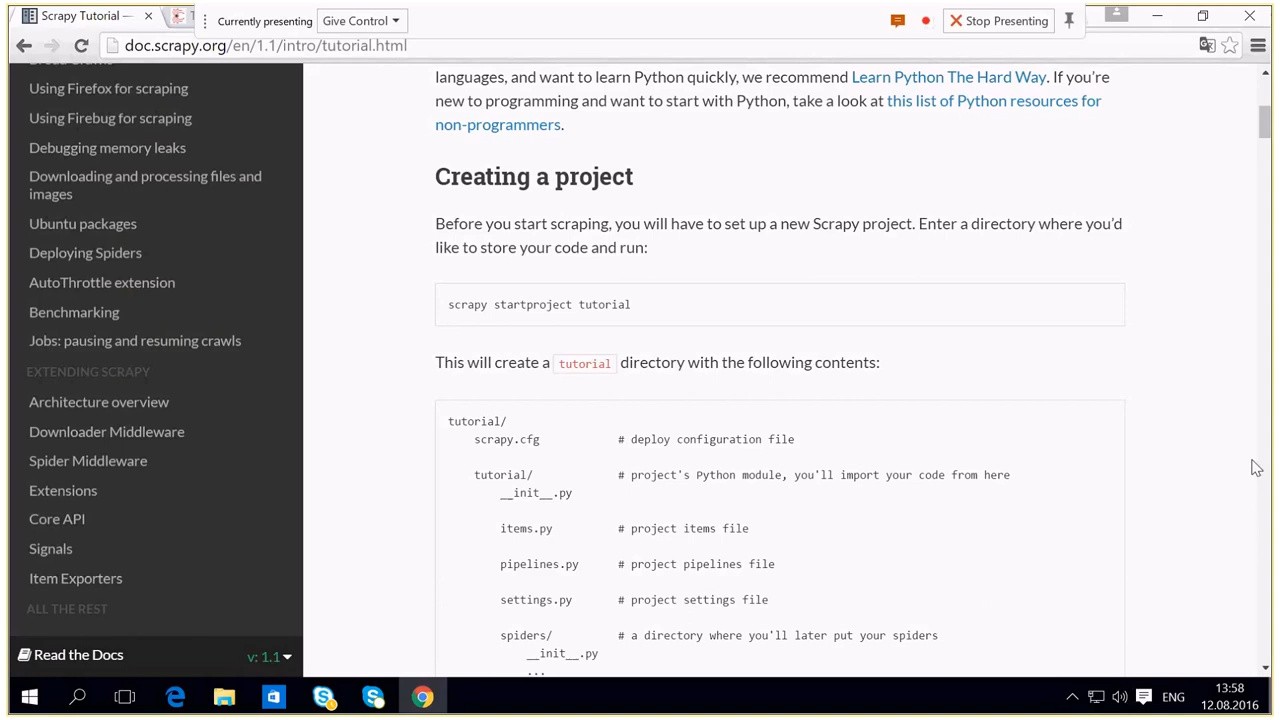 Scrapy Tutorial —
Currently presenting
Give Control
Stop Presenting
doc.scrapy.org/en/1.1/intro/tutorial.html
Using Firefox for scraping
Using Firebug for scraping
Debugging memory leaks
Downloading and processing files and
images
Ubuntu packages
Deploying Spiders
AutoThrottle extension
Benchmarking
Jobs: pausing and resuming crawls
EXTENDING SCRAPY
Architecture overview
Downloader Middleware
Spider Middleware
Extensions
Core API
Signals
Item Exporters
ALL THE REST
Read the Docs
v: 1.1
languages, and want to learn Python quickly, we recommend Learn Python The Hard Way. If you're
new to programming and want to start with Python, take a look at this list of Python resources for
non-programmers.
Creating a project
Before you start scraping, you will have to set up a new Scrapy project. Enter a directory where you'd
like to store your code and run:
scrapy startproject tutorial
This will create a tutorial directory with the following contents:
tutorial/
scrapy.cfg # deploy configuration file
tutorial/ # project's Python module, you'll import your code from here
__init__.py
items.py # project items file
pipelines.py # project pipelines file
settings.py # project settings file
spiders/ # a directory where you'll later put your spiders
__init__.py
...
ENG
13:58
12.08.2016